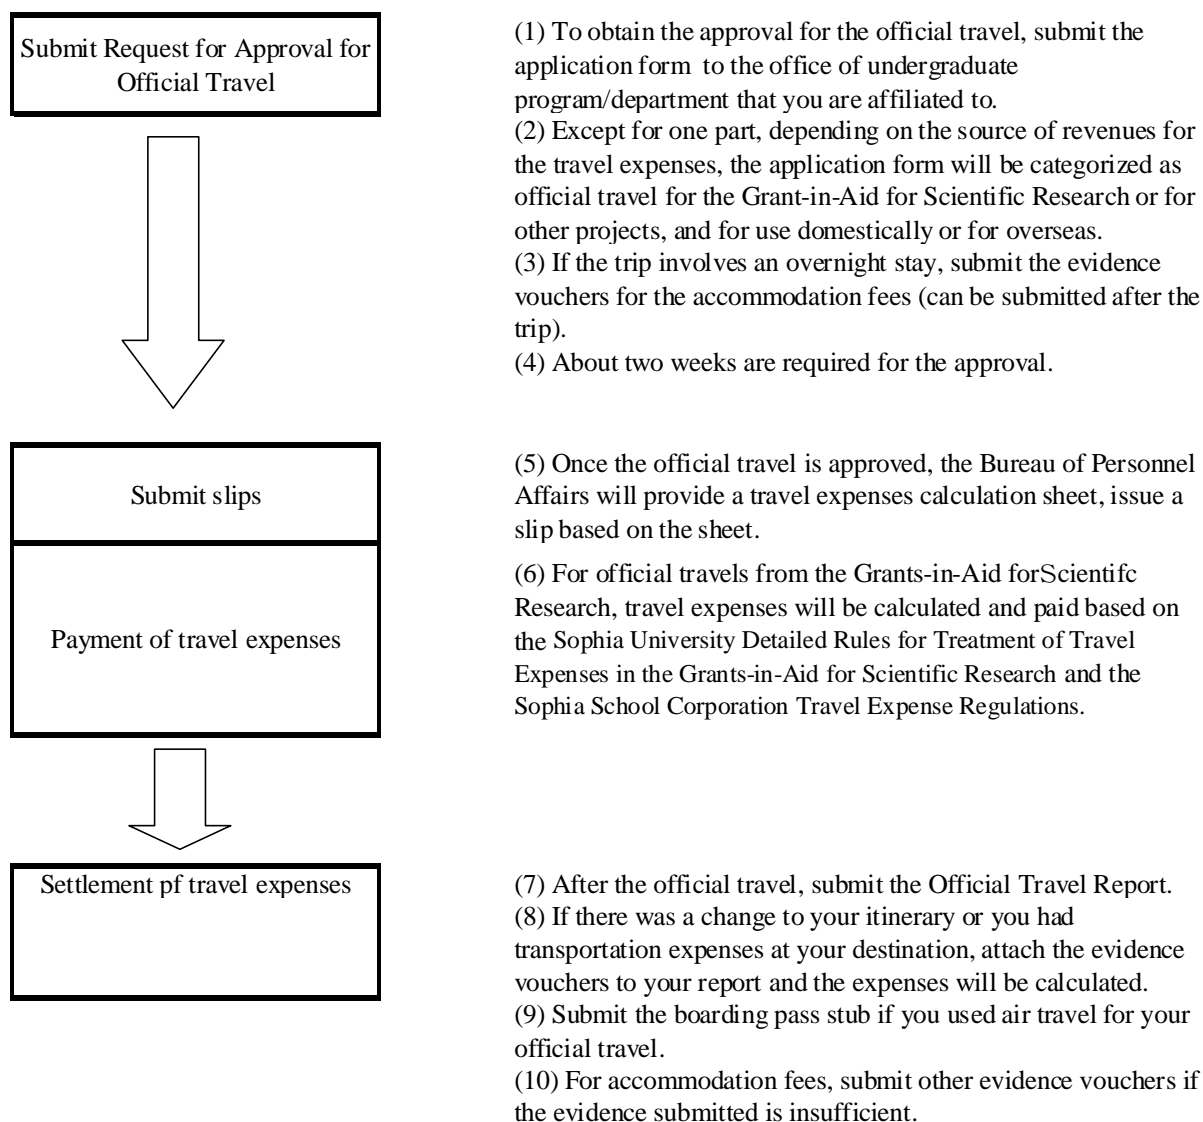 Submit Request for Approval for
Official Travel
(1) To obtain the approval for the official travel, submit the
application form to the office of undergraduate
program/department that you are affiliated to.
(2) Except for one part, depending on the source of revenues for
the travel expenses, the application form will be categorized as
official travel for the Grant-in-Aid for Scientific Research or for
other projects, and for use domestically or for overseas.
(3) If the trip involves an overnight stay, submit the evidence
vouchers for the accommodation fees (can be submitted after the
trip).
(4) About two weeks are required for the approval.
Submit slips
(5) Once the official travel is approved, the Bureau of Personnel
Affairs will provide a travel expenses calculation sheet, issue a
slip based on the sheet.
Payment of travel expenses
(6) For official travels from the Grants-in-Aid forScientifc
Research, travel expenses will be calculated and paid based on
the Sophia University Detailed Rules for Treatment of Travel
Expenses in the Grants-in-Aid for Scientific Research and the
Sophia School Corporation Travel Expense Regulations.
Settlement pf travel expenses
(7) After the official travel, submit the Official Travel Report.
(8) If there was a change to your itinerary or you had
transportation expenses at your destination, attach the evidence
vouchers to your report and the expenses will be calculated.
(9) Submit the boarding pass stub if you used air travel for your
official travel.
(10) For accommodation fees, submit other evidence vouchers if
the evidence submitted is insufficient.